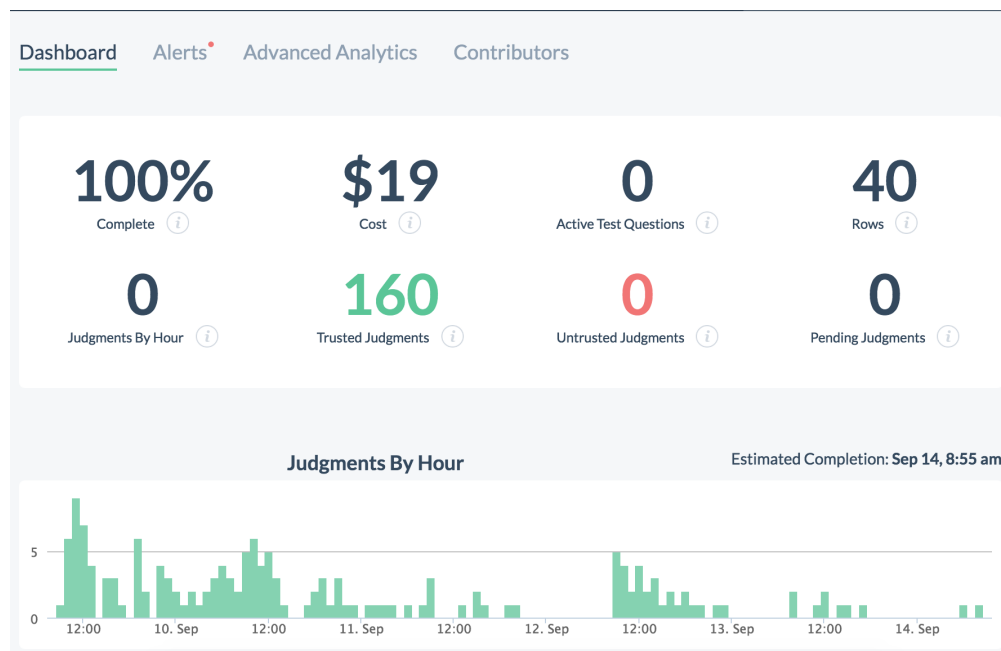 Dashboard Alerts Advanced Analytics Contributors
100% $19 0 40
Complete i Cost i Active Test Questions i Rows i
0 160 0 0
Judgments By Hour i Trusted Judgments i Untrusted Judgments i Pending Judgments i
Judgments By Hour Estimated Completion: Sep 14, 8:55 am
5
0
12:00 10. Sep 12:00 11. Sep 12:00 12. Sep 12:00 13. Sep 12:00 14. Sep